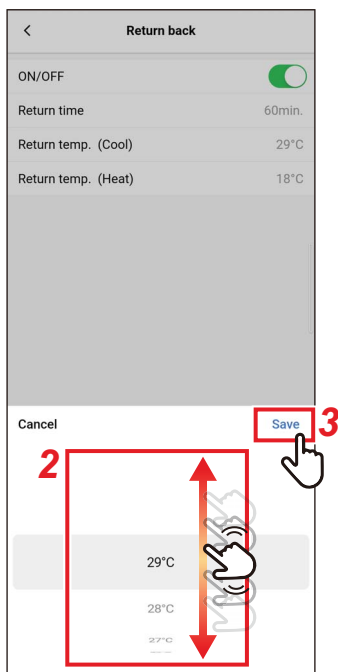 Return back
ON/OFF
Return time 60min.
Return temp. (Cool) 29°C
Return temp. (Heat) 18°C
Cancel Save 3
2
29°C
28°C
27°C